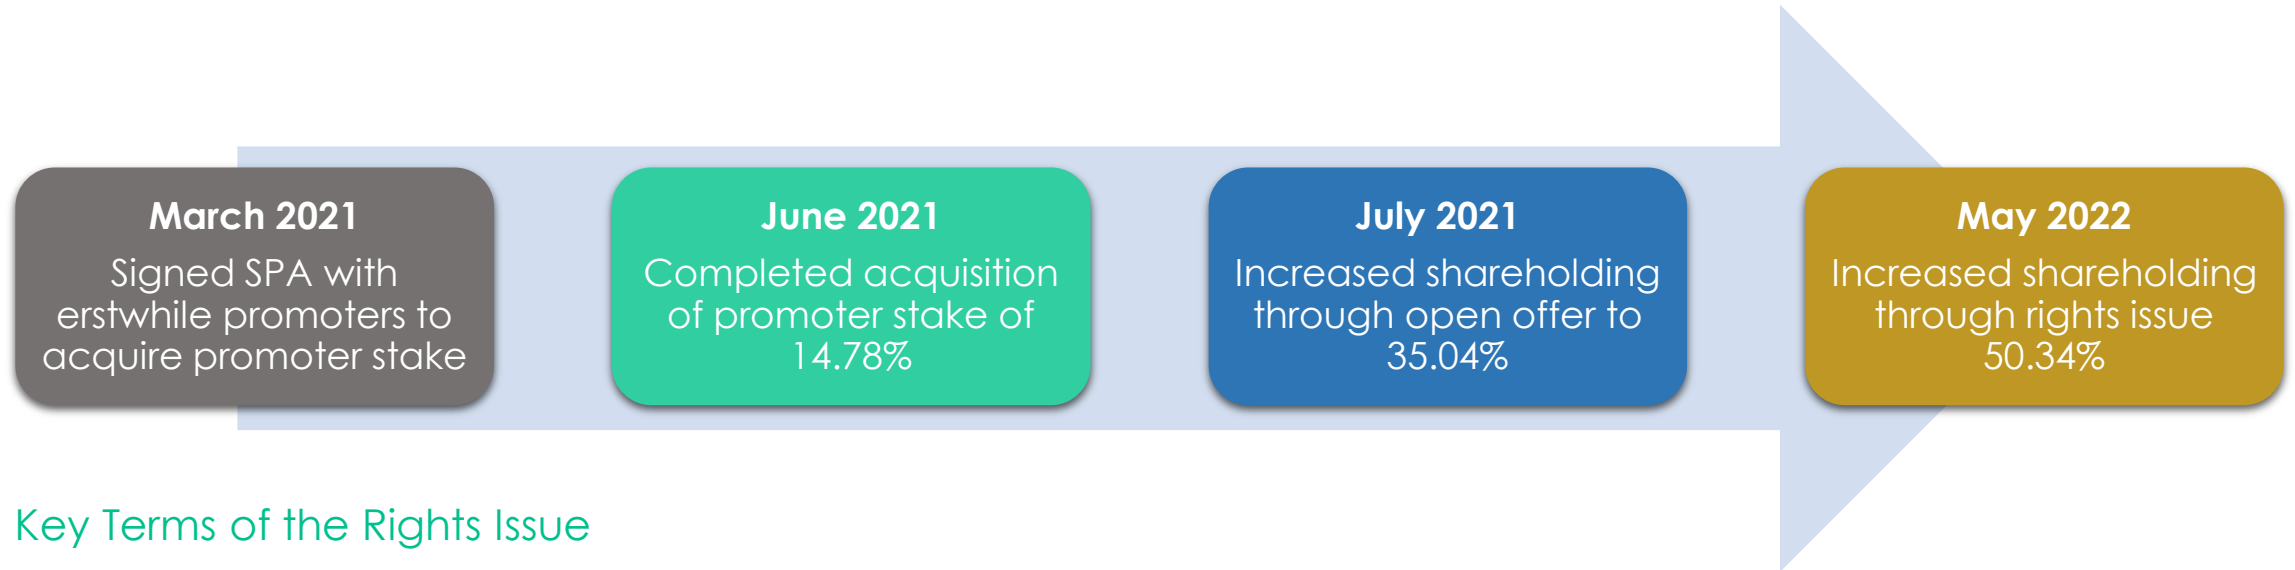 March 2021
Signed SPA with
erstwhile promoters to
acquire promoter stake
June 2021
Completed acquisition
of promoter stake of
14.78%
July 2021
Increased shareholding
through open offer to
35.04%
May 2022
Increased shareholding
through rights issue
50.34%
Key Terms of the Rights Issue